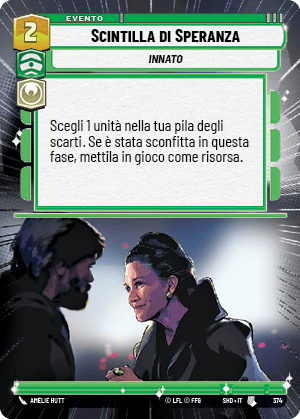 EVENTO
2
SCINTILLA DI SPERANZA
INNATO
Scegli 1 unità nella tua pila degli
scarti. Se è stata sconfitta in questa
fase, mettila in gioco come risorsa.
AMÉLIE HUTT
© LFL © FFG
SHD • IT
374